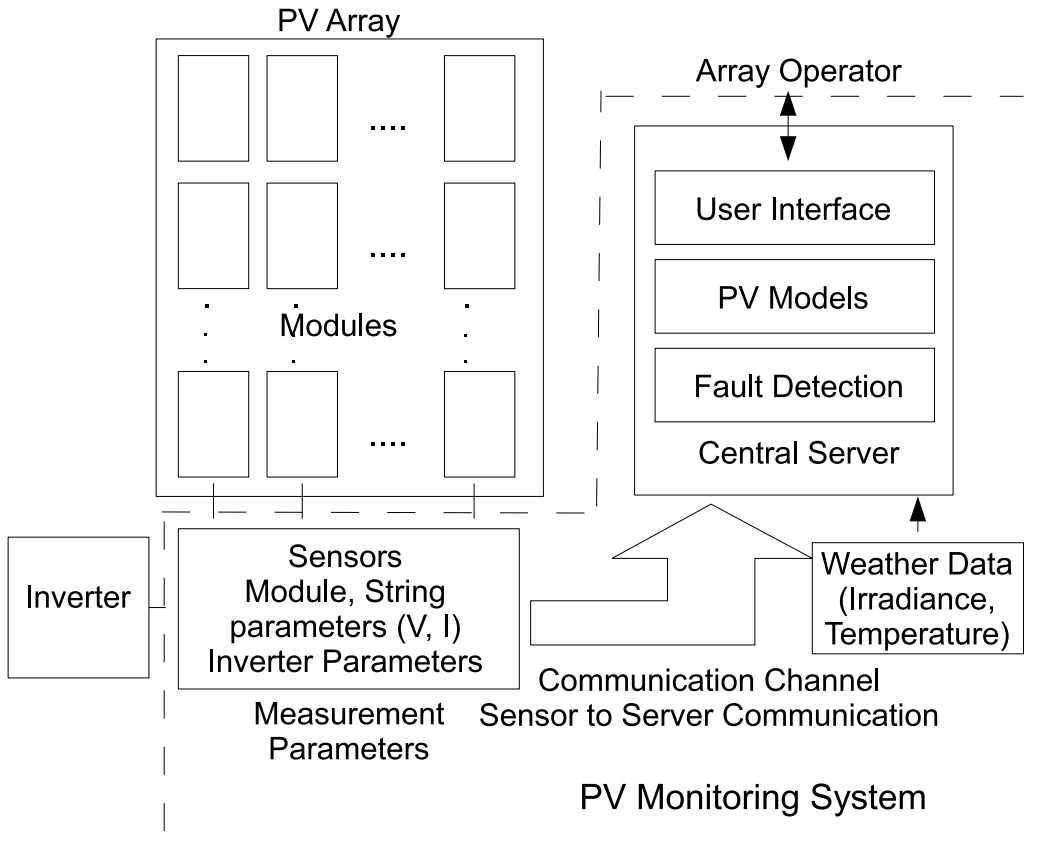 PV Array
Modules
Array Operator
User Interface
PV Models
Fault Detection
Central Server
Inverter
Sensors
Module, String
parameters (V, I)
Inverter Parameters
Measurement
Parameters
Weather Data
(Irradiance,
Temperature)
Communication Channel
Sensor to Server Communication
PV Monitoring System